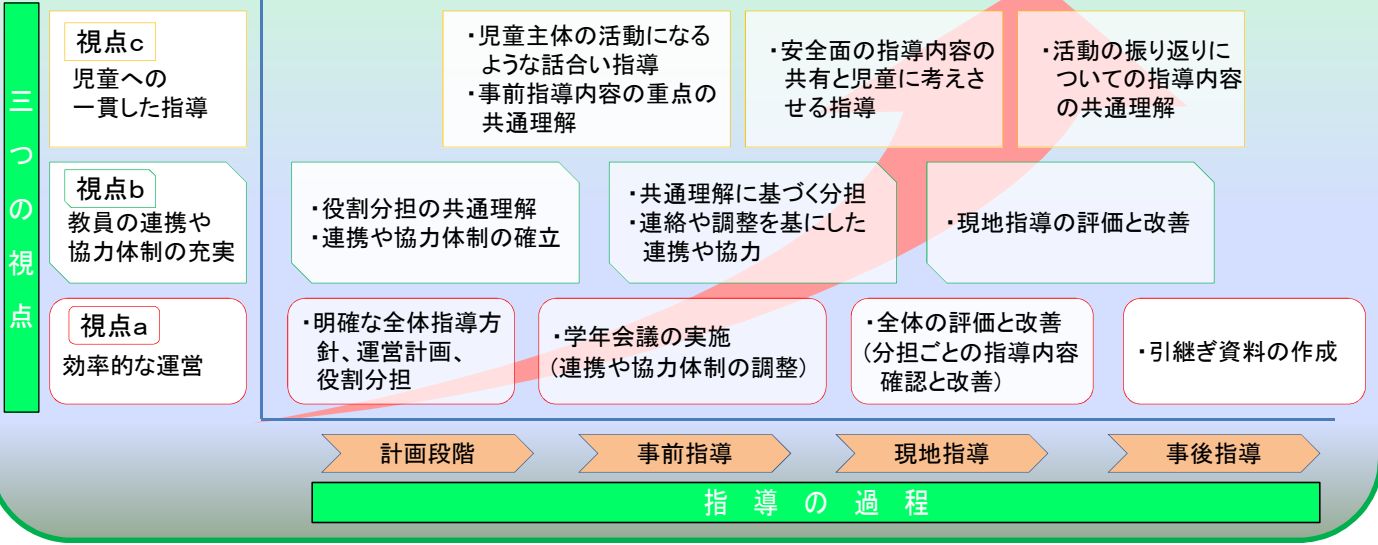 三つの視点
視点c
児童への
一貫した指導
・児童主体の活動になる
ような話合い指導
・事前指導内容の重点の
共通理解
・安全面の指導内容の
共有と児童に考えさ
せる指導
・活動の振り返りに
ついての指導内容
の共通理解
視点b
教員の連携や
協力体制の充実
・役割分担の共通理解
・連携や協力体制の確立
・共通理解に基づく分担
・連絡や調整を基にした
連携や協力
・現地指導の評価と改善
視点a
効率的な運営
・明確な全体指導方
針、運営計画、
役割分担
・学年会議の実施
(連携や協力体制の調整)
・全体の評価と改善
(分担ごとの指導内容
確認と改善)
・引継ぎ資料の作成
計画段階
事前指導
現地指導
事後指導
指導の過程